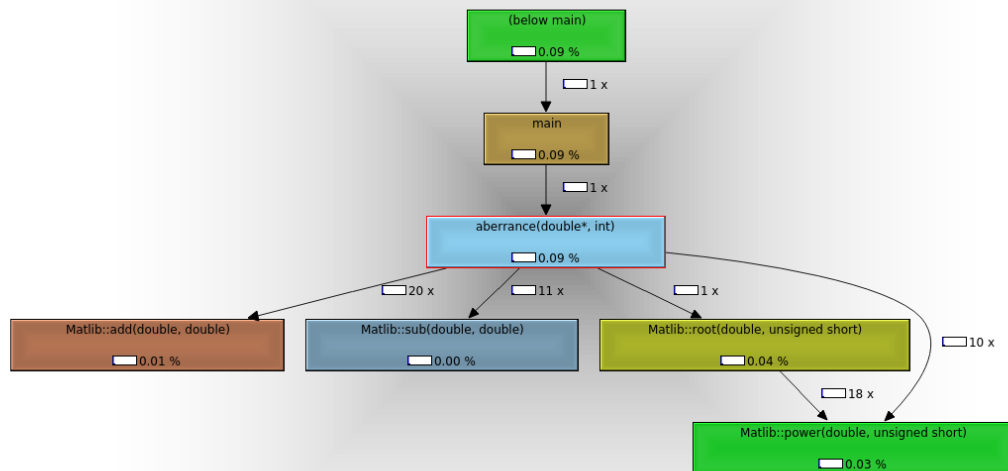 (below main)
0.09 %
1 x
main
0.09 %
1 x
aberrance(double*, int)
0.09 %
20 x
11 x
1 x
Matlib::add(double, double)
0.01 %
Matlib::sub(double, double)
0.00 %
Matlib::root(double, unsigned short)
0.04 %
10 x
18 x
Matlib::power(double, unsigned short)
0.03 %